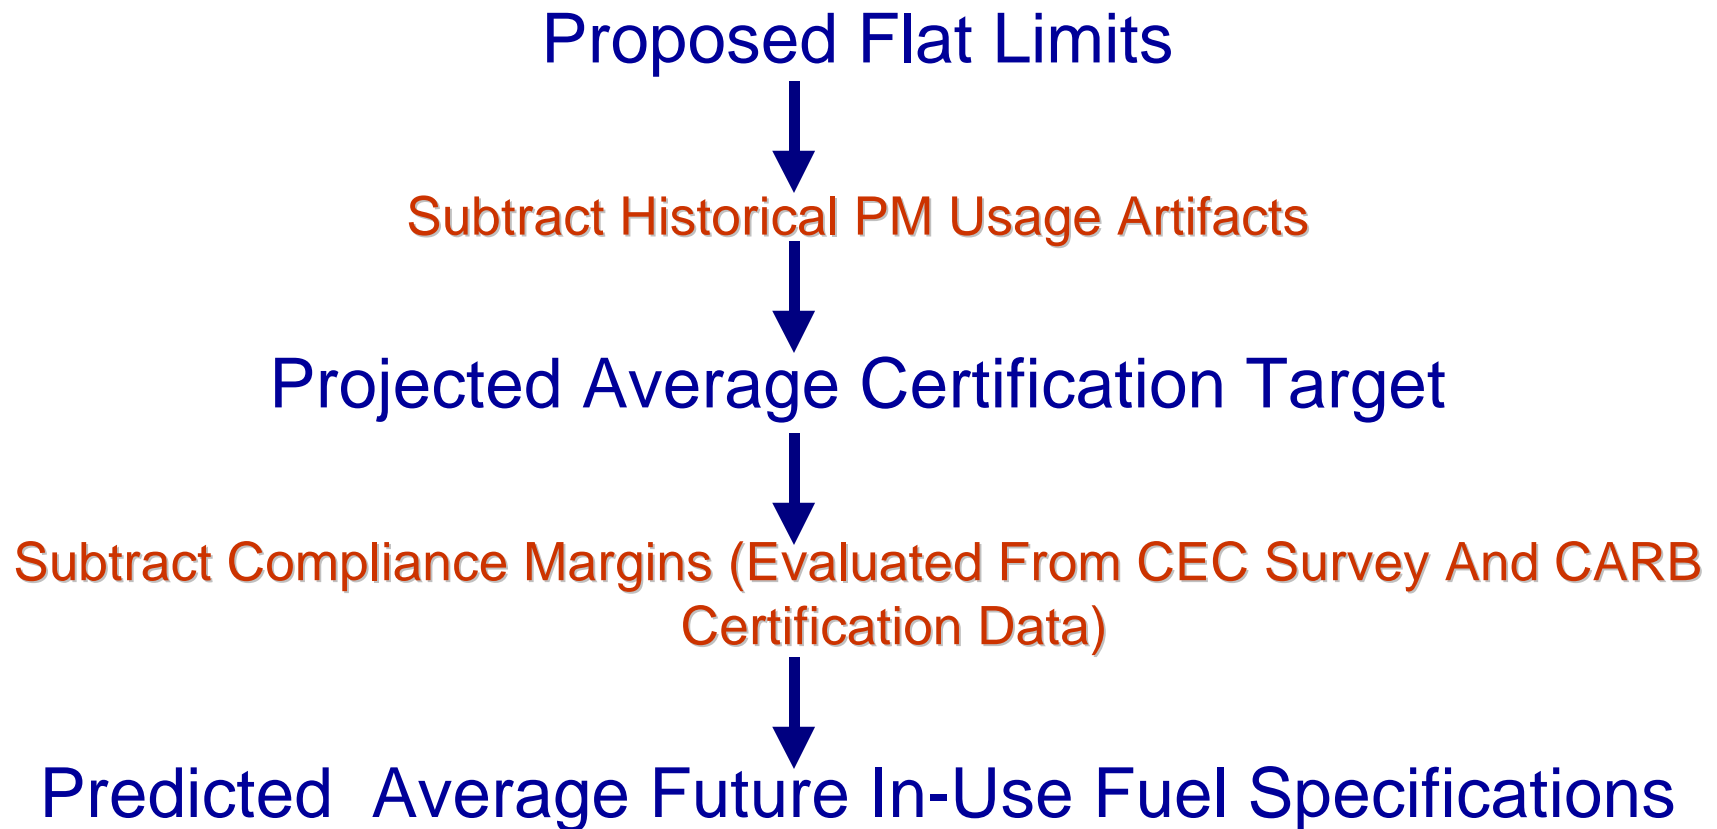 Proposed Flat Limits
Subtract Historical PM Usage Artifacts
Projected Average Certification Target
Subtract Compliance Margins (Evaluated From CEC Survey And CARB
Certification Data)
Predicted  Average Future In-Use Fuel Specifications